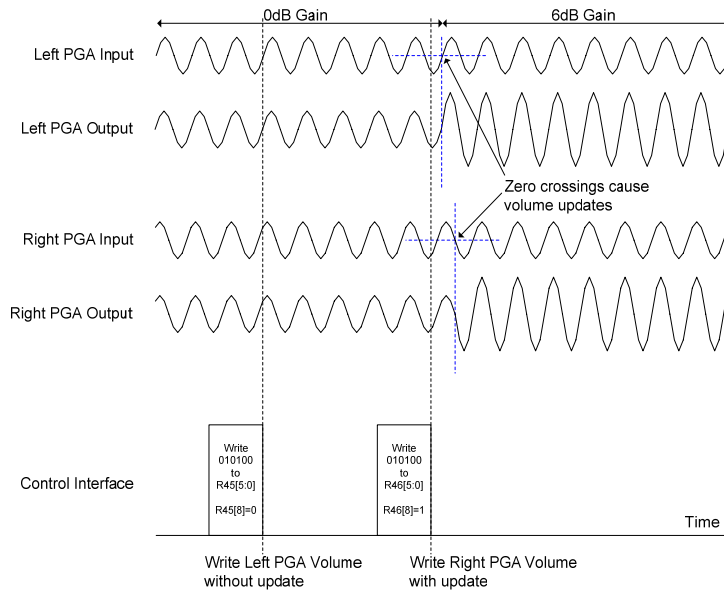 0dB Gain
6dB Gain
Left PGA Input
Left PGA Output
Zero crossings cause
volume updates
Right PGA Input
Right PGA Output
Write
010100
to
R45[5:0]
R45[8]=0
Write
010100
to
R46[5:0]
R46[8]=1
Control Interface
Time
Write Left PGA Volume
without update
Write Right PGA Volume
with update